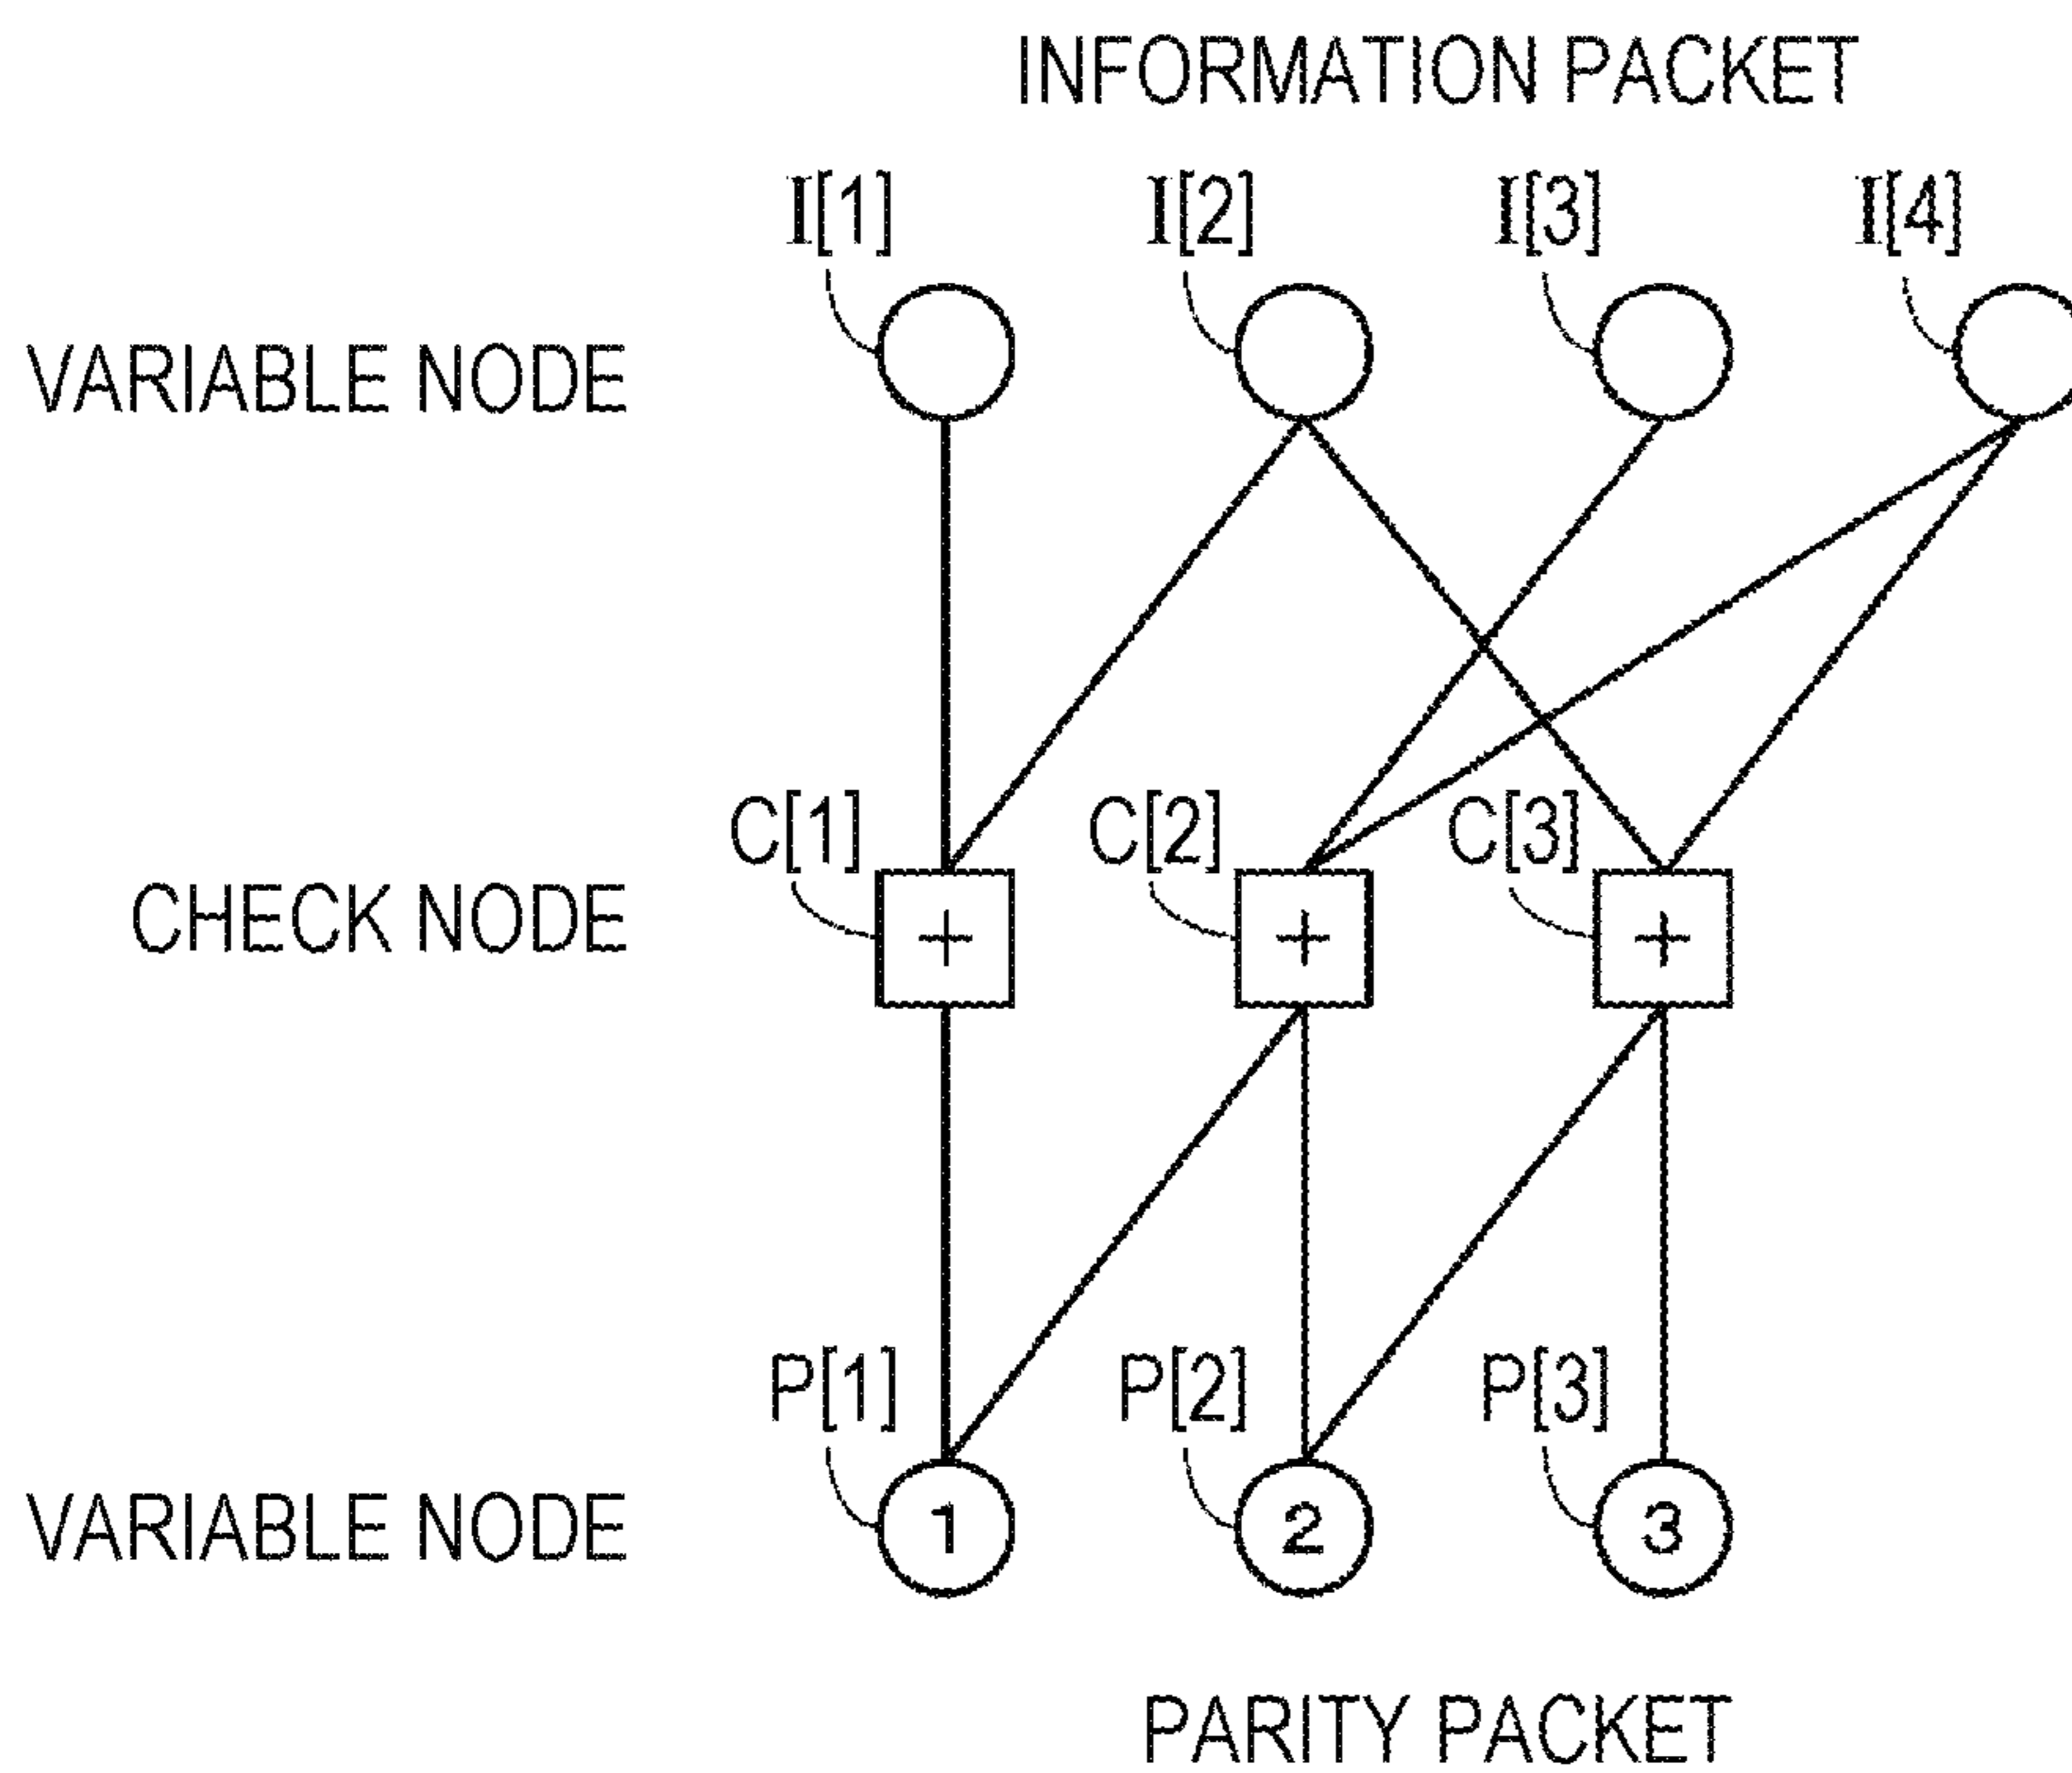 INFORMATION PACKET
I[1] I[2] I[3] I[4]
VARIABLE NODE
C[1] C[2] C[3]
CHECK NODE
+ + +
P[1] P[2] P[3]
VARIABLE NODE
1 2 3
PARITY PACKET